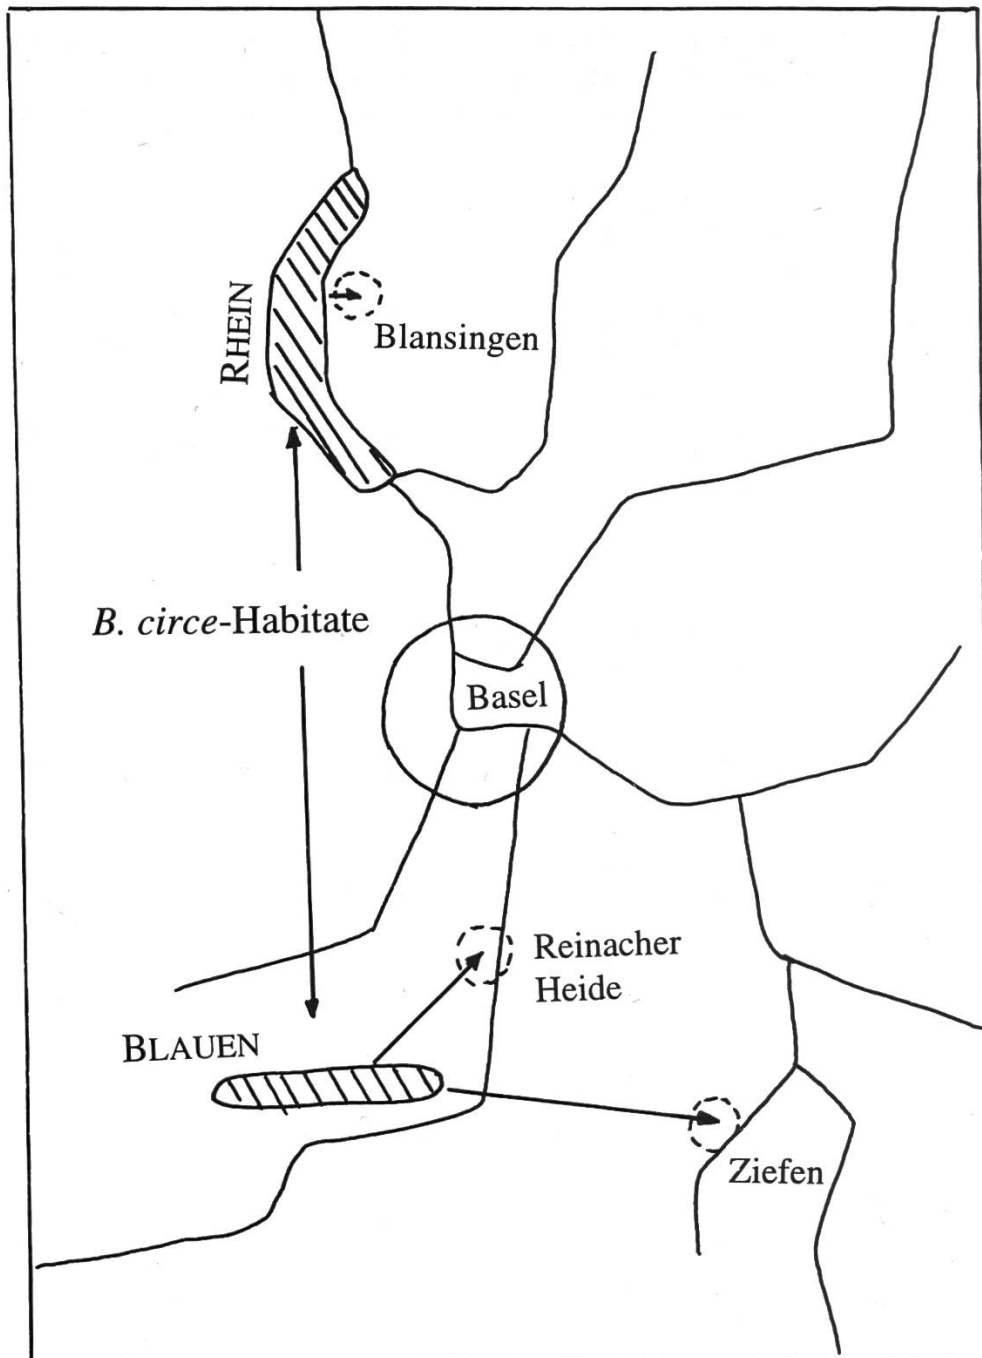 RHEIN
Blansingen
B. circe-Habitate
Basel
Reinacher
Heide
BLAUEN
Ziefen